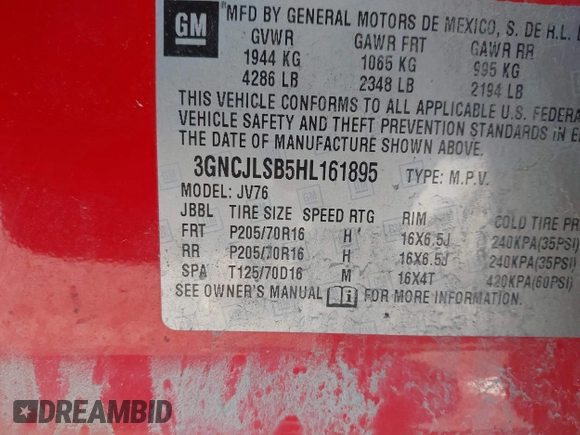 GM
MFD BY GENERAL MOTORS DE MEXICO, S. DE R.L.
GVWR GAWR FRT GAWR RR
1944 KG 1065 KG 995 KG
4286 LB 2348 LB 2194 LB
THIS VEHICLE CONFORMS TO ALL APPLICABLE U.S. FEDERA
VEHICLE SAFETY AND THEFT PREVENTION STANDARDS IN E
THE DATE OF MANUFACTURE SHOWN ABOVE.
3GNCJLSB5HL161895 TYPE: M.P.V.
MODEL: JV76
JBBL TIRE SIZE SPEED RTG RIM COLD TIRE PR
FRT P205/70R16 H 16X6.5J 240KPA(35PSI)
RR P205/70R16 H 16X6.5J 240KPA(35PSI)
SPA T125/70D16 M 16X4T 420KPA(60PSI)
SEE OWNER'S MANUAL FOR MORE INFORMATION.
DREAMBID